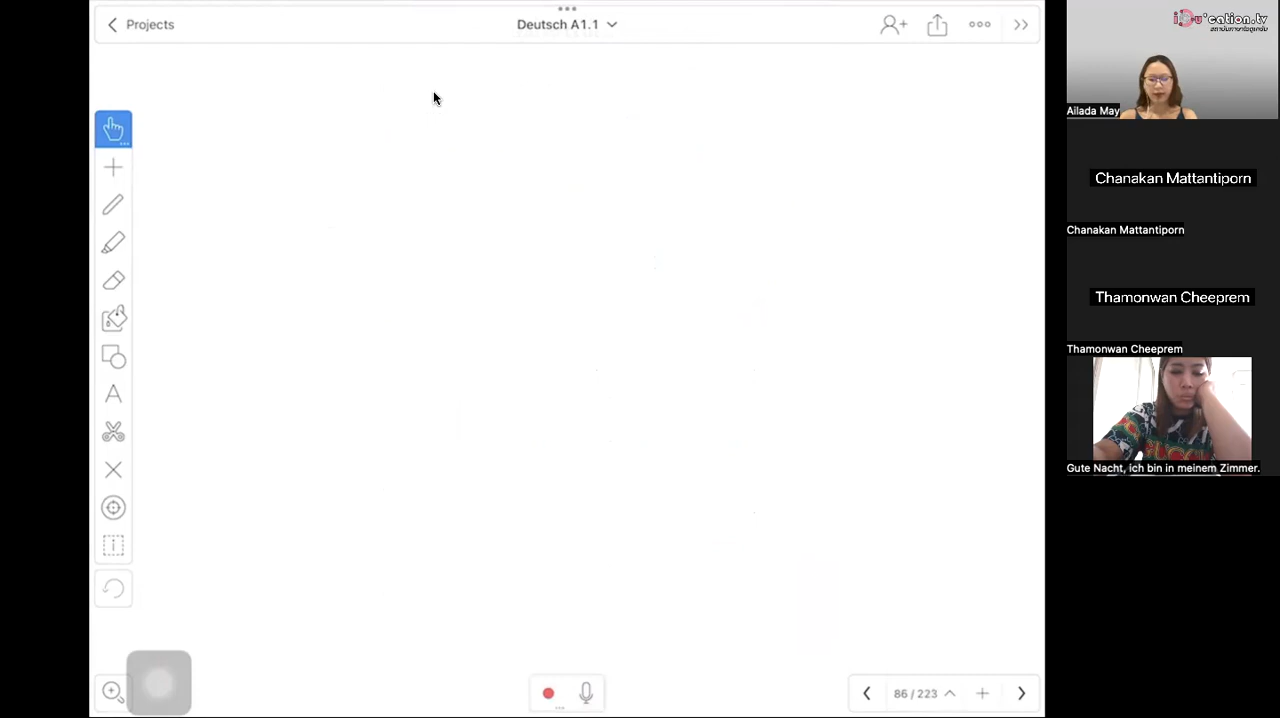 Projects
Deutsch A1.1
86 / 223
Ailada May
Chanakan Mattantiporn
Chanakan Mattantiporn
Thamonwan Cheeprem
Thamonwan Cheeprem
Gute Nacht, ich bin in meinem Zimmer.